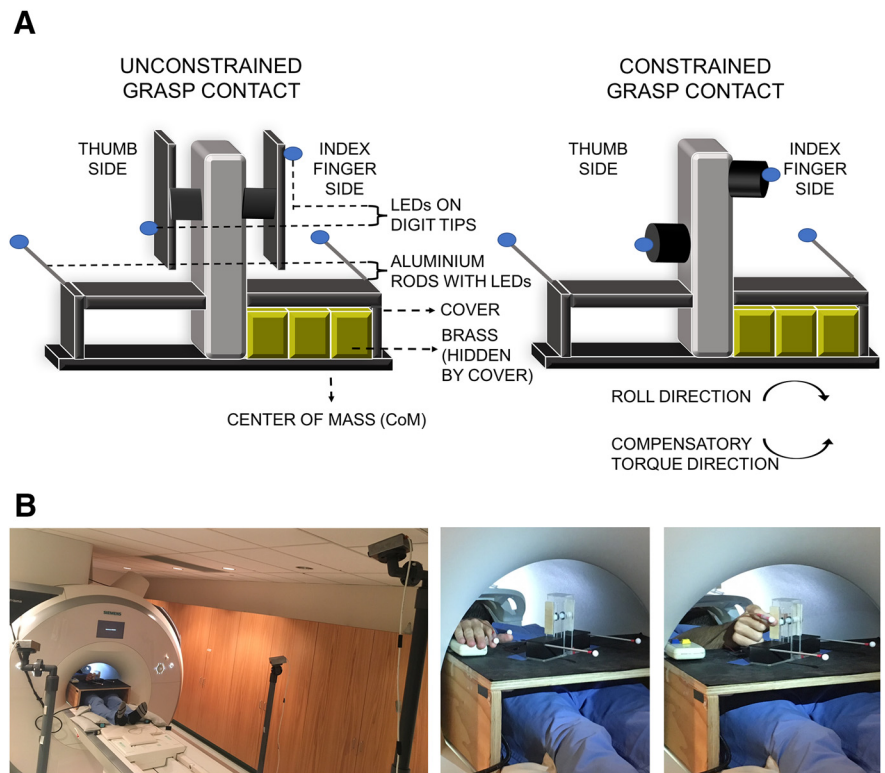 A
UNCONSTRAINED
GRASP CONTACT
THUMB
SIDE
INDEX
FINGER
SIDE
LEDs ON
DIGIT TIPS
ALUMINIUM
RODS WITH LEDs
COVER
BRASS
(HIDDEN
BY COVER)
CENTER OF MASS (CoM)
CONSTRAINED
GRASP CONTACT
THUMB
SIDE
INDEX
FINGER
SIDE
ROLL DIRECTION
COMPENSATORY
TORQUE DIRECTION
B